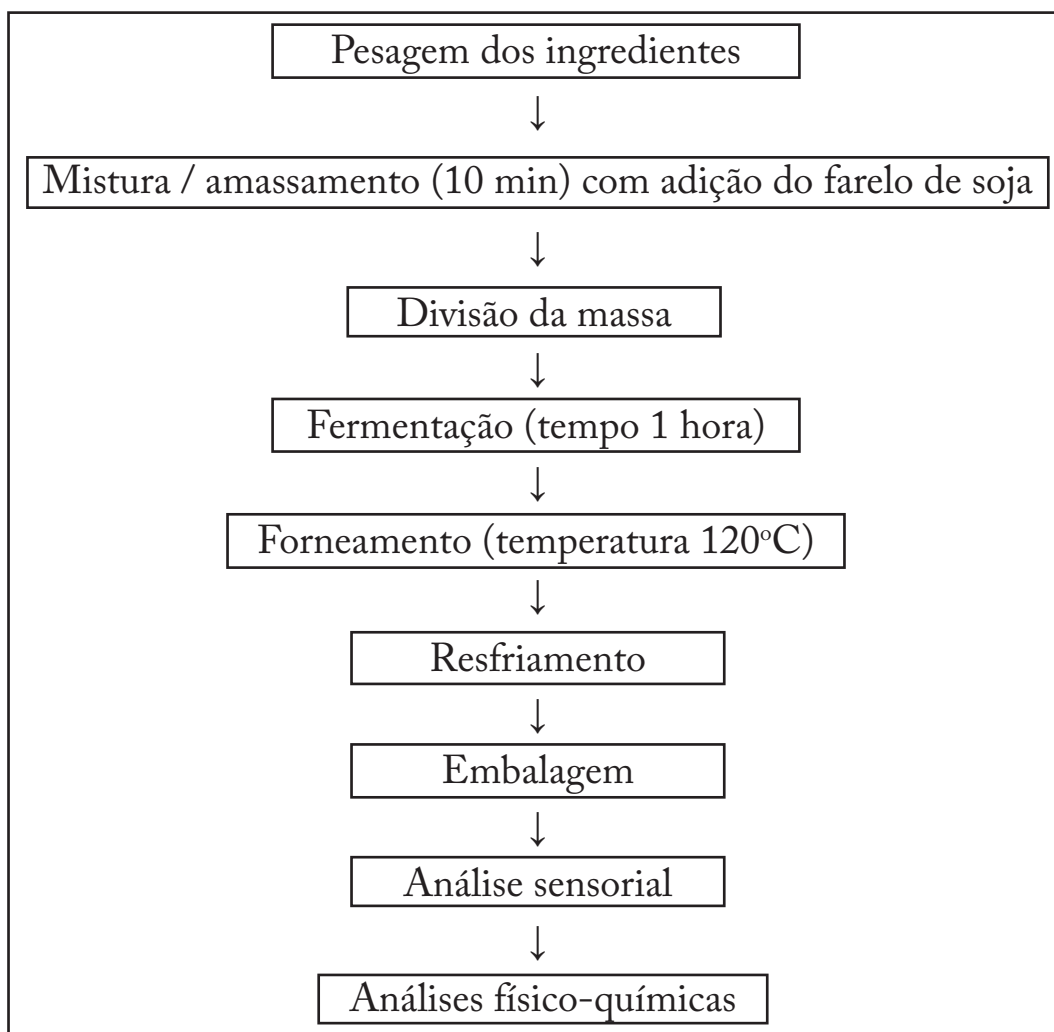 Pesagem dos ingredientes
↓
Mistura / amassamento (10 min) com adição do farelo de soja
↓
Divisão da massa
↓
Fermentação (tempo 1 hora)
↓
Forneamento (temperatura 120ºC)
↓
Resfriamento
↓
Embalagem
↓
Análise sensorial
↓
Análises físico-químicas